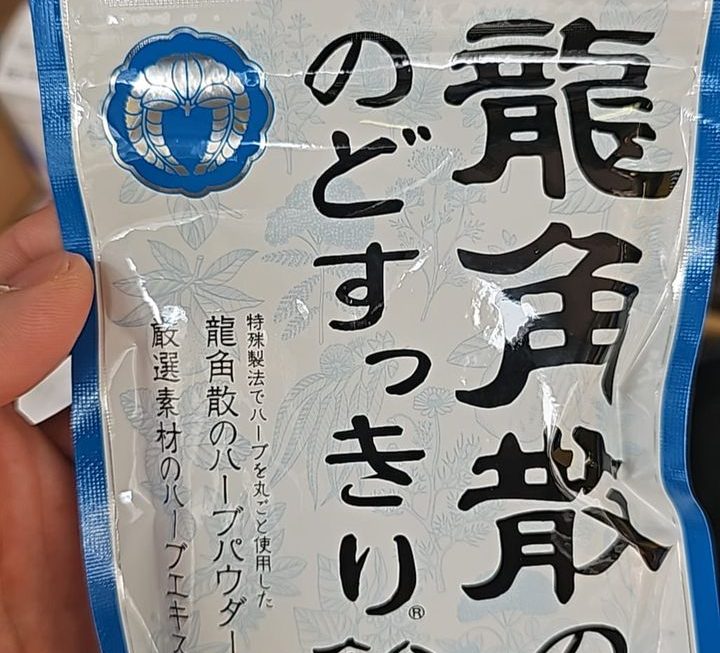 龍角散の
のどすっきり®
特殊製法でハーブを丸ごと使用した
龍角散のハーブパウダー
厳選素材のハーブエキス